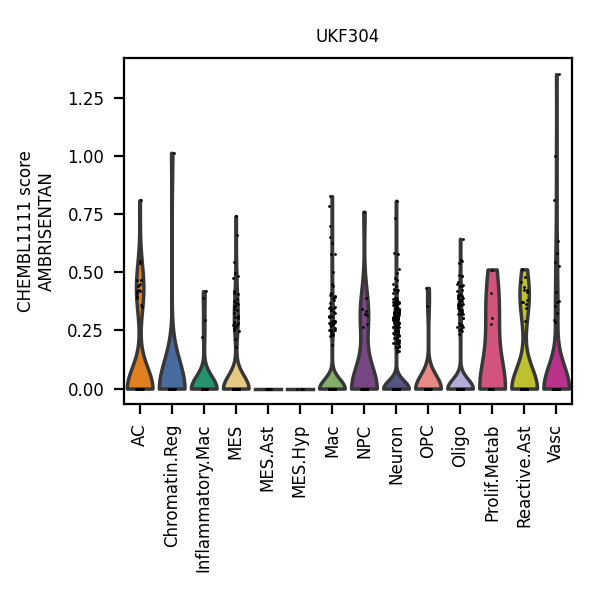 UKF304
CHEMBL1111 score
AMBRISENTAN
1.25
1.00
0.75
0.50
0.25
0.00
AC
Chromatin.Reg
Inflammatory.Mac
MES
MES.Ast
MES.Hyp
Mac
NPC
Neuron
OPC
Oligo
Prolif.Metab
Reactive.Ast
Vasc